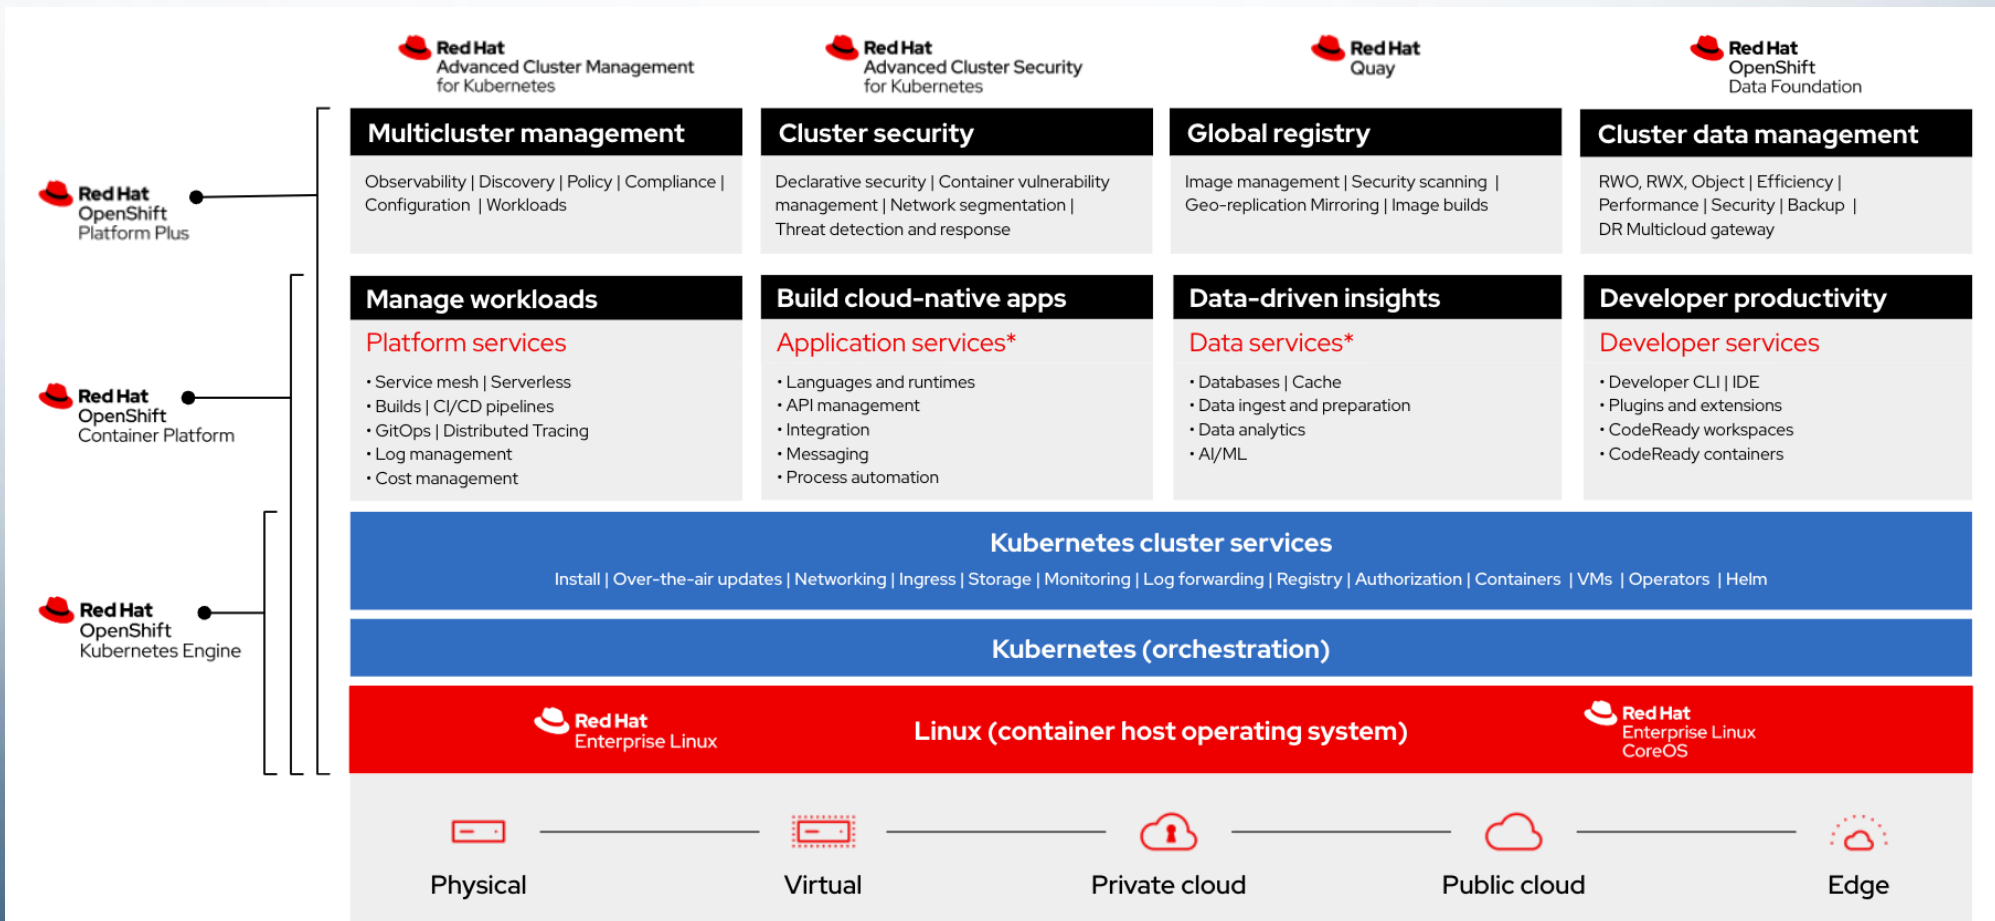 Red Hat
Advanced Cluster Management
for Kubernetes
Red Hat
Advanced Cluster Security
for Kubernetes
Red Hat
Quay
Red Hat
OpenShift
Data Foundation
Red Hat
OpenShift
Platform Plus
Multicluster management
Observability | Discovery | Policy | Compliance |
Configuration | Workloads
Cluster security
Declarative security | Container vulnerability
management | Network segmentation |
Threat detection and response
Global registry
Image management | Security scanning |
Geo-replication Mirroring | Image builds
Cluster data management
RWO, RWX, Object | Efficiency |
Performance | Security | Backup |
DR Multicloud gateway
Red Hat
OpenShift
Container Platform
Manage workloads
Platform services
• Service mesh | Serverless
• Builds | CI/CD pipelines
• GitOps | Distributed Tracing
• Log management
• Cost management
Build cloud-native apps
Application services*
• Languages and runtimes
• API management
• Integration
• Messaging
• Process automation
Data-driven insights
Data services*
• Databases | Cache
• Data ingest and preparation
• Data analytics
• AI/ML
Developer productivity
Developer services
• Developer CLI | IDE
• Plugins and extensions
• CodeReady workspaces
• CodeReady containers
Red Hat
OpenShift
Kubernetes Engine
Kubernetes cluster services
Install | Over-the-air updates | Networking | Ingress | Storage | Monitoring | Log forwarding | Registry | Authorization | Containers | VMs | Operators | Helm
Kubernetes (orchestration)
Red Hat
Enterprise Linux
Linux (container host operating system)
Red Hat
Enterprise Linux
CoreOS
Physical
Virtual
Private cloud
Public cloud
Edge